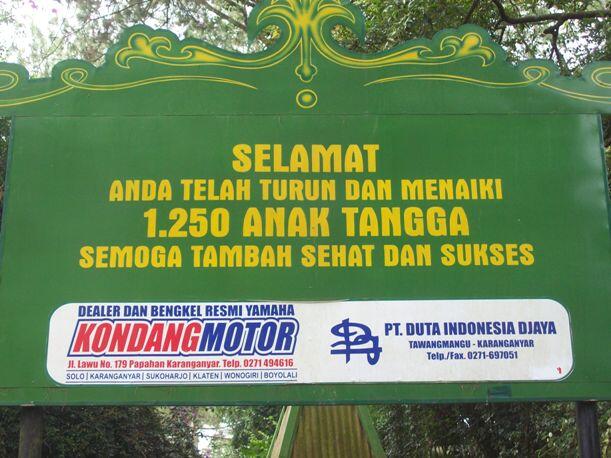 SELAMAT
ANDA TELAH TURUN DAN MENAIKI
1.250 ANAK TANGGA
SEMOGA TAMBAH SEHAT DAN SUKSES
DEALER DAN BENGKEL RESMI YAMAHA
KONDANGMOTOR
Jl. Lawu No. 179 Papahan Karanganyar. Telp. 0271 494616
SOLO | KARANGANYAR | SUKOHARJO | KLATEN | WONOGIRI | BOYOLALI
PT. DUTA INDONESIA DJAYA
TAWANGMANGU - KARANGANYAR
Telp./Fax. 0271-697051